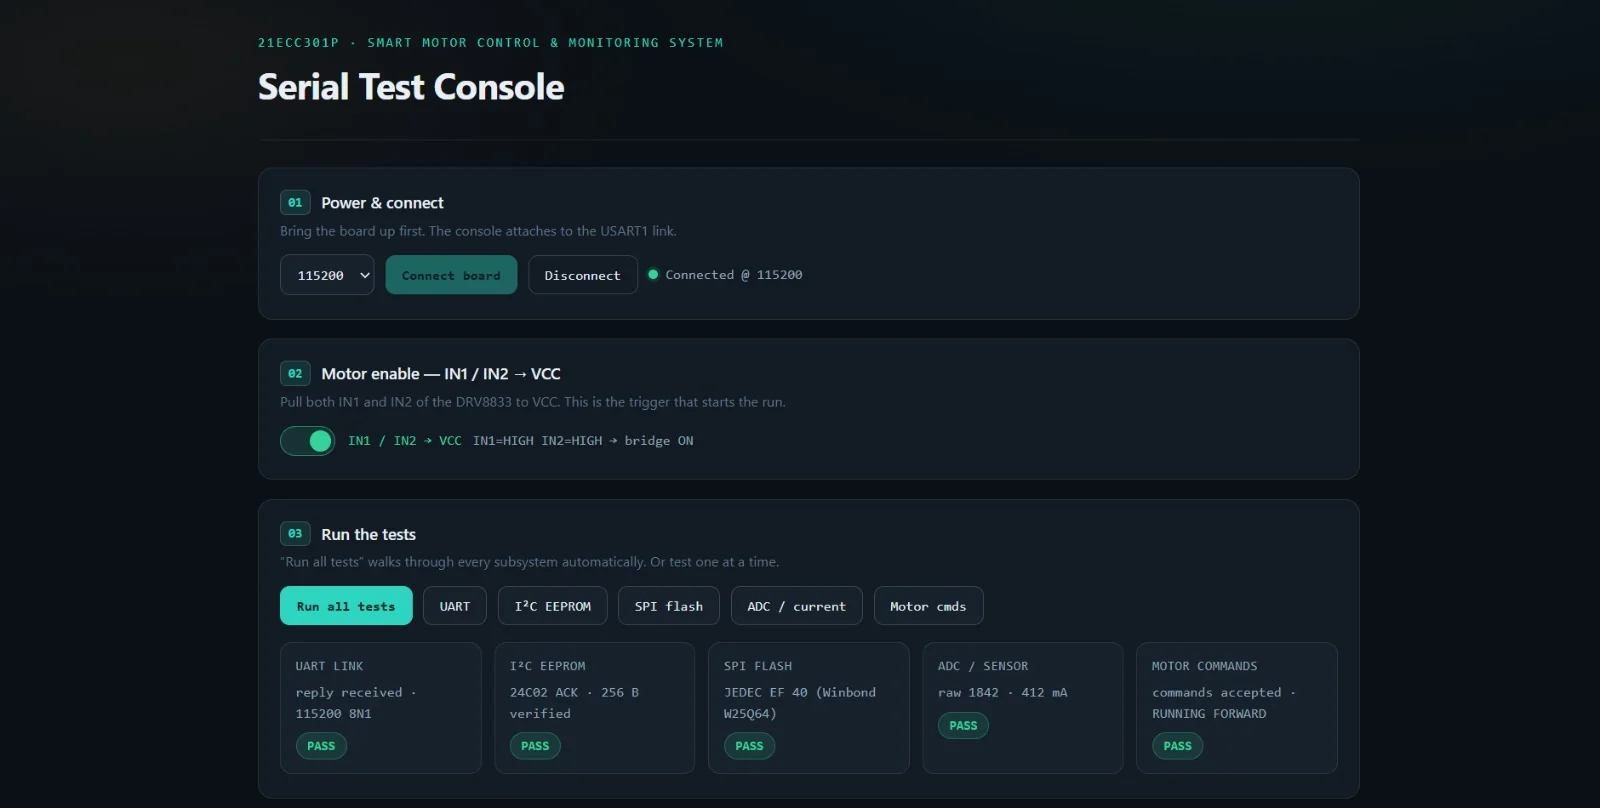 21ECC301P · SMART MOTOR CONTROL & MONITORING SYSTEM
Serial Test Console
01 Power & connect
Bring the board up first. The console attaches to the USART1 link.
115200 Connect board Disconnect Connected @ 115200
02 Motor enable — IN1 / IN2 → VCC
Pull both IN1 and IN2 of the DRV8833 to VCC. This is the trigger that starts the run.
IN1 / IN2 → VCC IN1=HIGH IN2=HIGH → bridge ON
03 Run the tests
"Run all tests" walks through every subsystem automatically. Or test one at a time.
Run all tests UART I²C EEPROM SPI flash ADC / current Motor cmds
UART LINK
reply received ·
115200 8N1
PASS
I²C EEPROM
24C02 ACK · 256 B
verified
PASS
SPI FLASH
JEDEC EF 40 (Winbond
W25Q64)
PASS
ADC / SENSOR
raw 1842 · 412 mA
PASS
MOTOR COMMANDS
commands accepted ·
RUNNING FORWARD
PASS